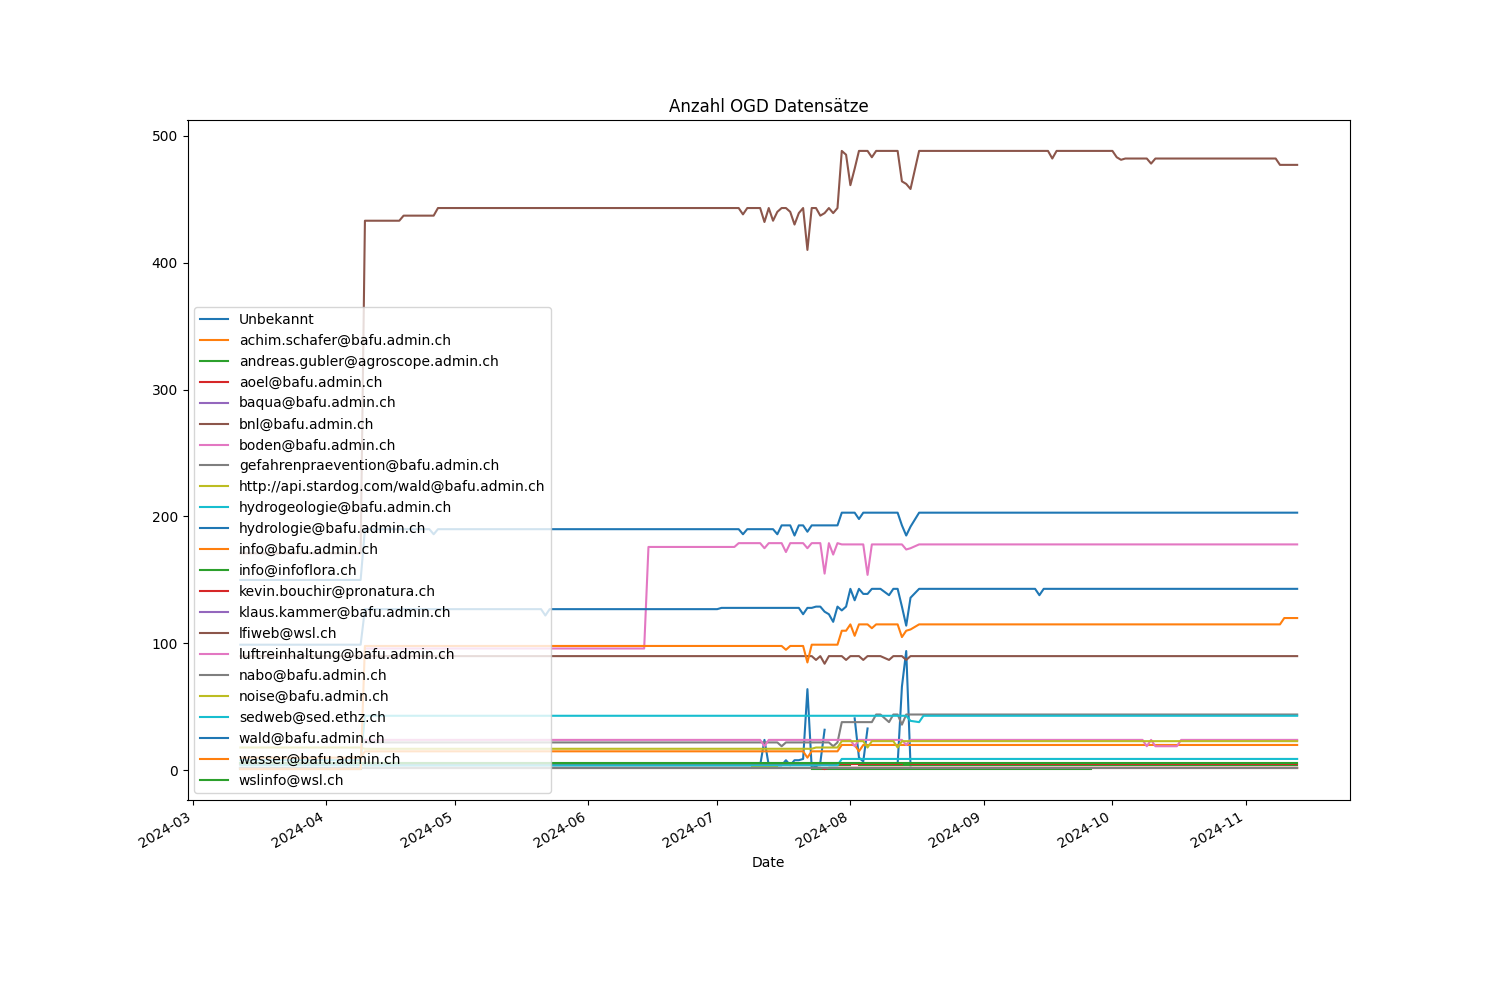 Anzahl OGD Datensätze
500
400
300
200
100
0
Unbekannt
achim.schafer@bafu.admin.ch
andreas.gubler@agroscope.admin.ch
aoel@bafu.admin.ch
baqua@bafu.admin.ch
bnl@bafu.admin.ch
boden@bafu.admin.ch
gefahrenpraevention@bafu.admin.ch
http://api.stardog.com/wald@bafu.admin.ch
hydrogeologie@bafu.admin.ch
hydrologie@bafu.admin.ch
info@bafu.admin.ch
info@infoflora.ch
kevin.bouchir@pronatura.ch
klaus.kammer@bafu.admin.ch
lfiweb@wsl.ch
luftreinhaltung@bafu.admin.ch
nabo@bafu.admin.ch
noise@bafu.admin.ch
sedweb@sed.ethz.ch
wald@bafu.admin.ch
wasser@bafu.admin.ch
wslinfo@wsl.ch
2024-03
2024-04
2024-05
2024-06
2024-07
2024-08
2024-09
2024-10
2024-11
Date